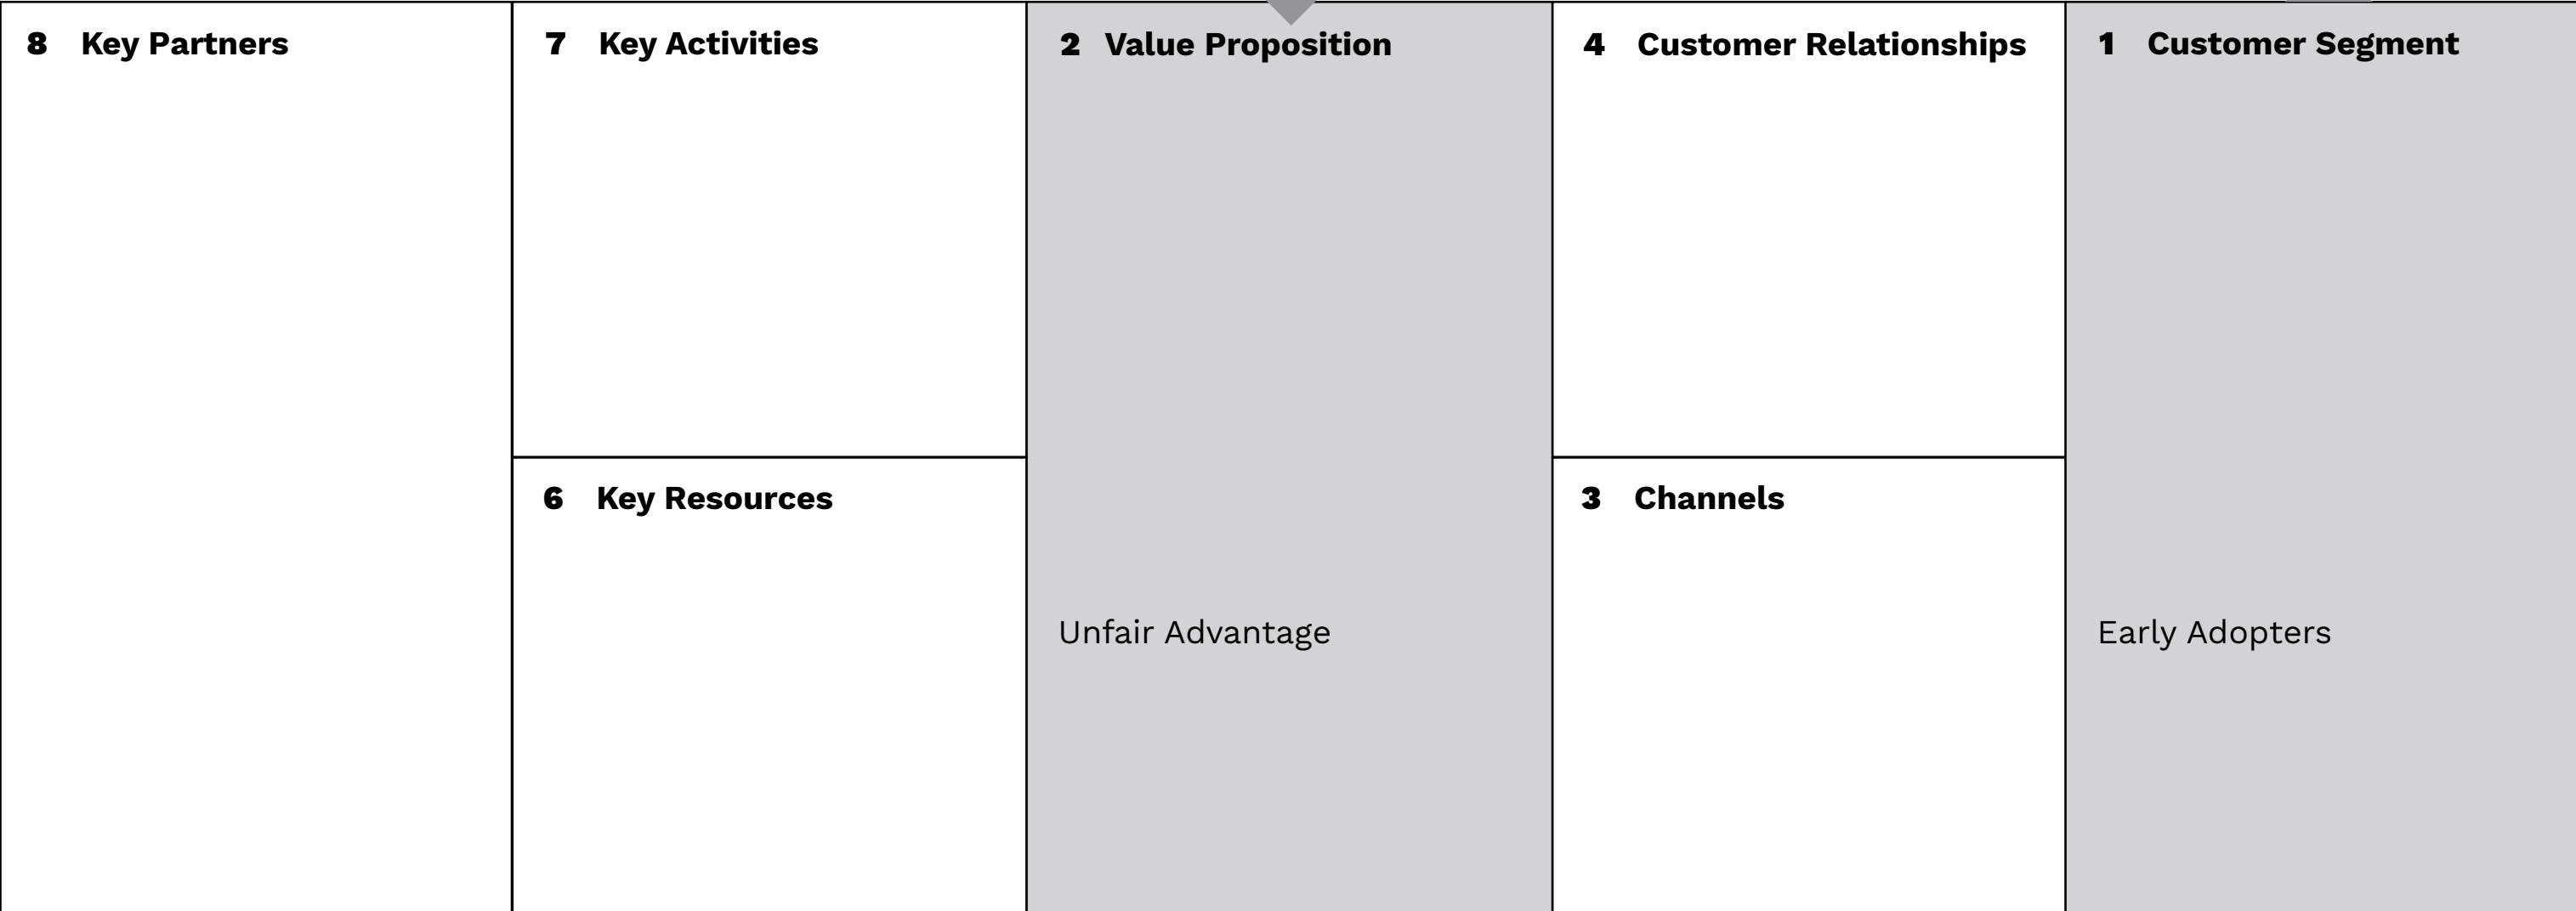 8 Key Partners
7 Key Activities
6 Key Resources
2 Value Proposition
Unfair Advantage
4 Customer Relationships
3 Channels
1 Customer Segment
Early Adopters